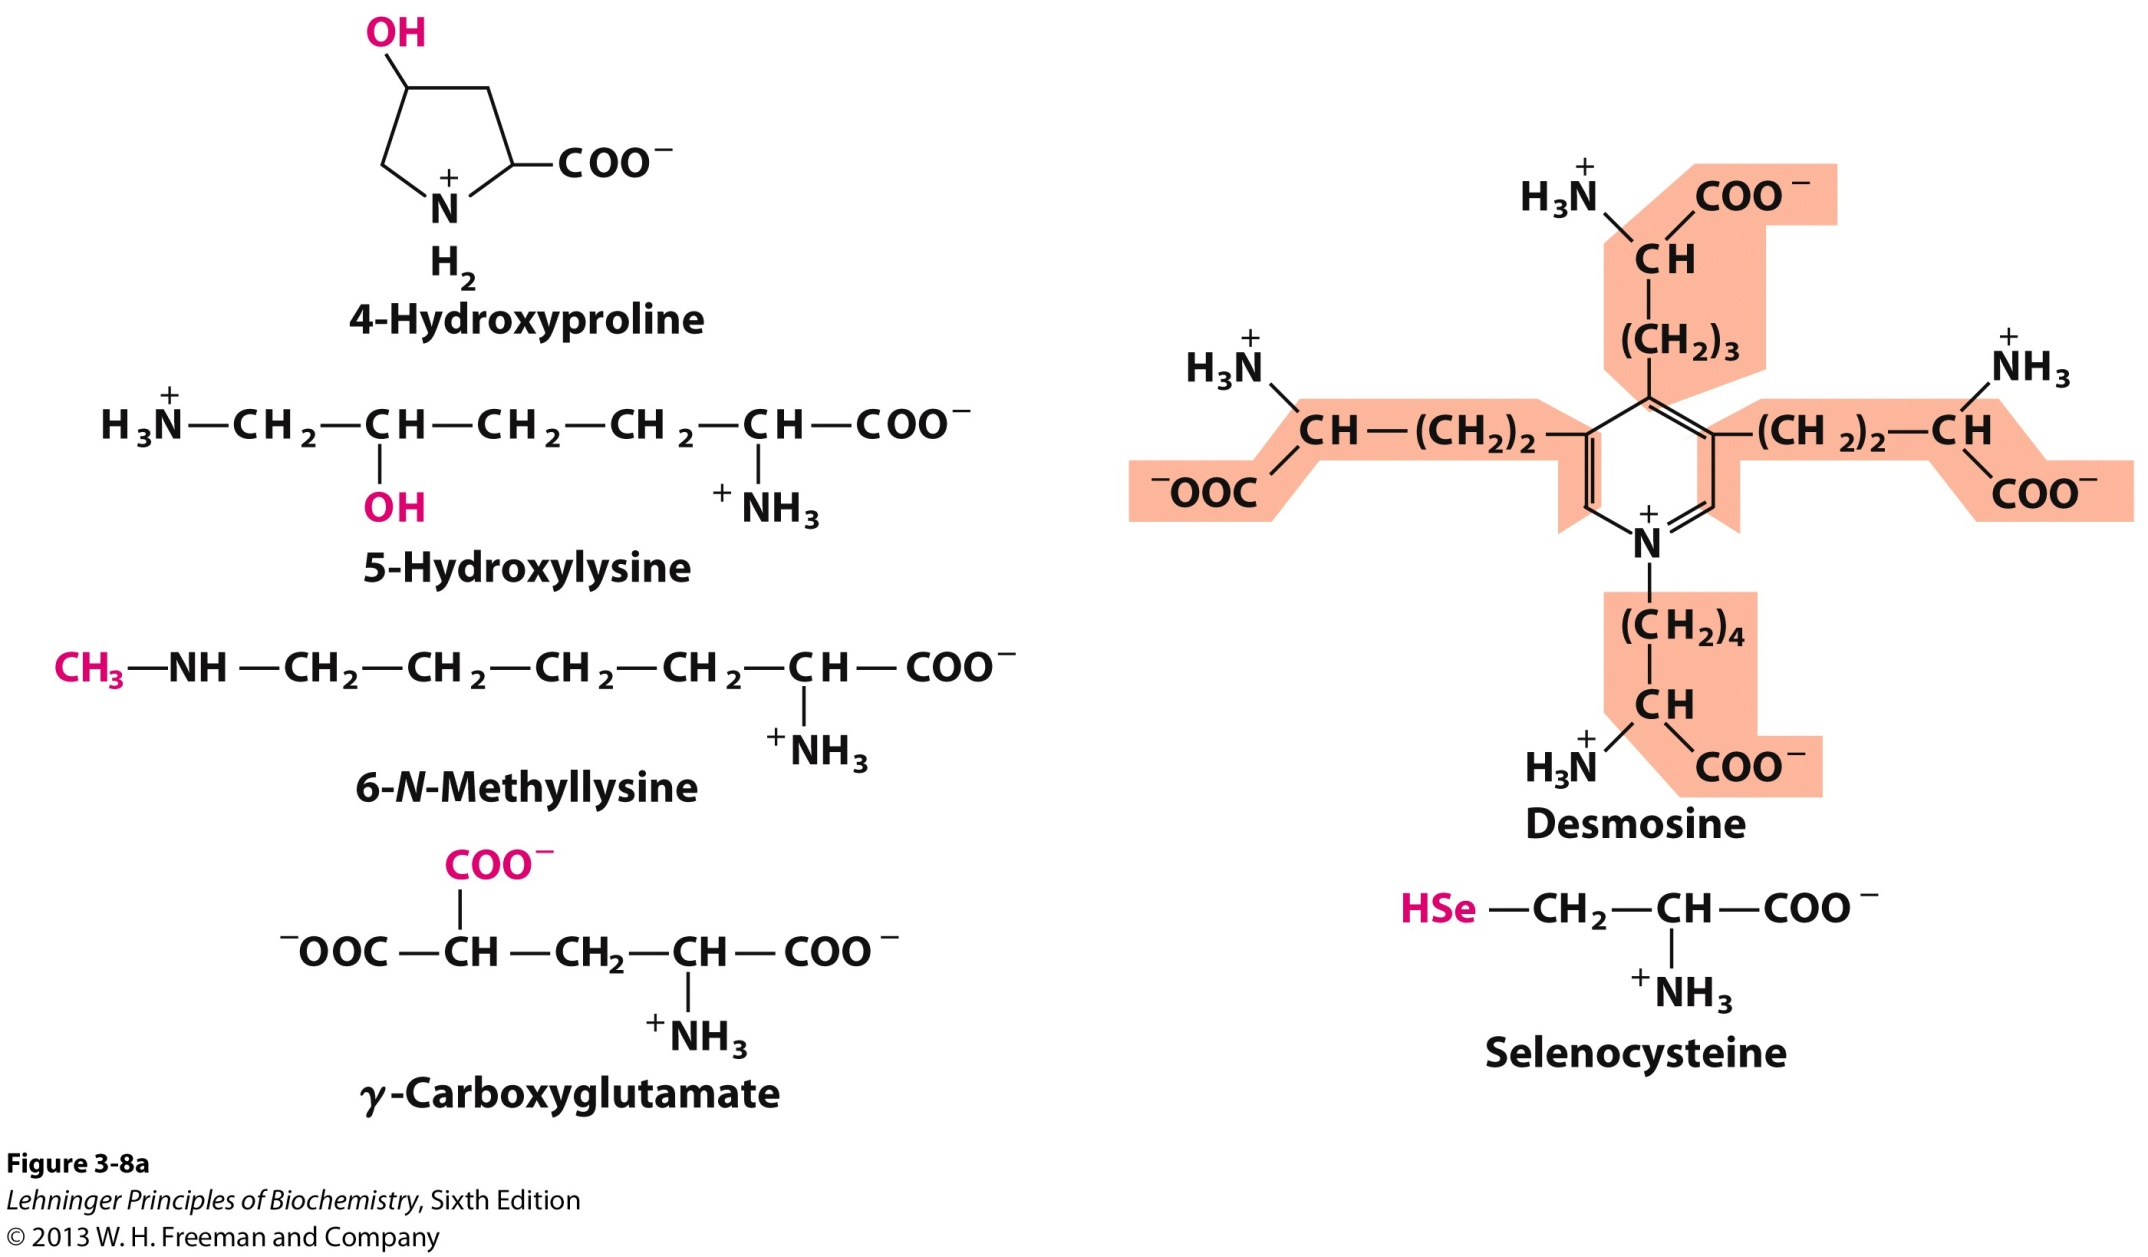 OH
COO⁻
+
N
H₂
4-Hydroxyproline
H₃N⁺—CH₂—CH—CH₂—CH₂—CH—COO⁻
OH
⁺NH₃
5-Hydroxylysine
CH₃—NH—CH₂—CH₂—CH₂—CH₂—CH—COO⁻
⁺NH₃
6-N-Methyllysine
COO⁻
⁻OOC—CH—CH₂—CH—COO⁻
⁺NH₃
γ-Carboxyglutamate
H₃N⁺ COO⁻
CH
(CH₂)₃
H₃N⁺ ⁺NH₃
CH—(CH₂)₂ (CH₂)₂—CH
⁻OOC COO⁻
+
N
(CH₂)₄
CH
H₃N⁺ COO⁻
Desmosine
HSe—CH₂—CH—COO⁻
⁺NH₃
Selenocysteine
Figure 3-8a
Lehninger Principles of Biochemistry, Sixth Edition
© 2013 W. H. Freeman and Company